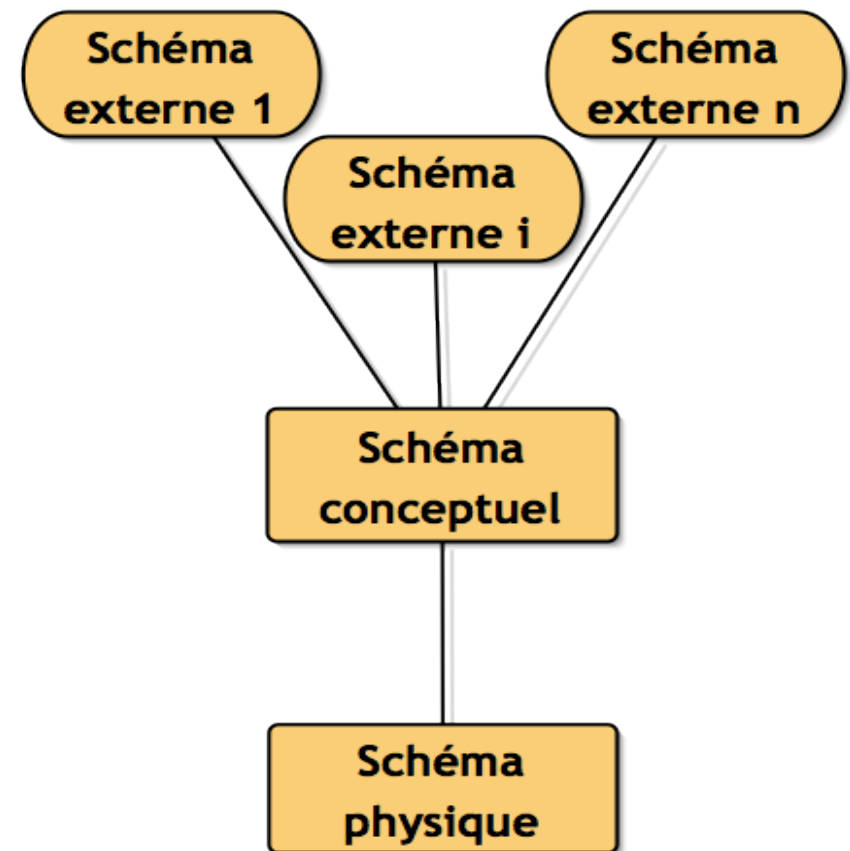 Schéma
externe 1
Schéma
externe n
Schéma
externe i
Schéma
conceptuel
Schéma
physique